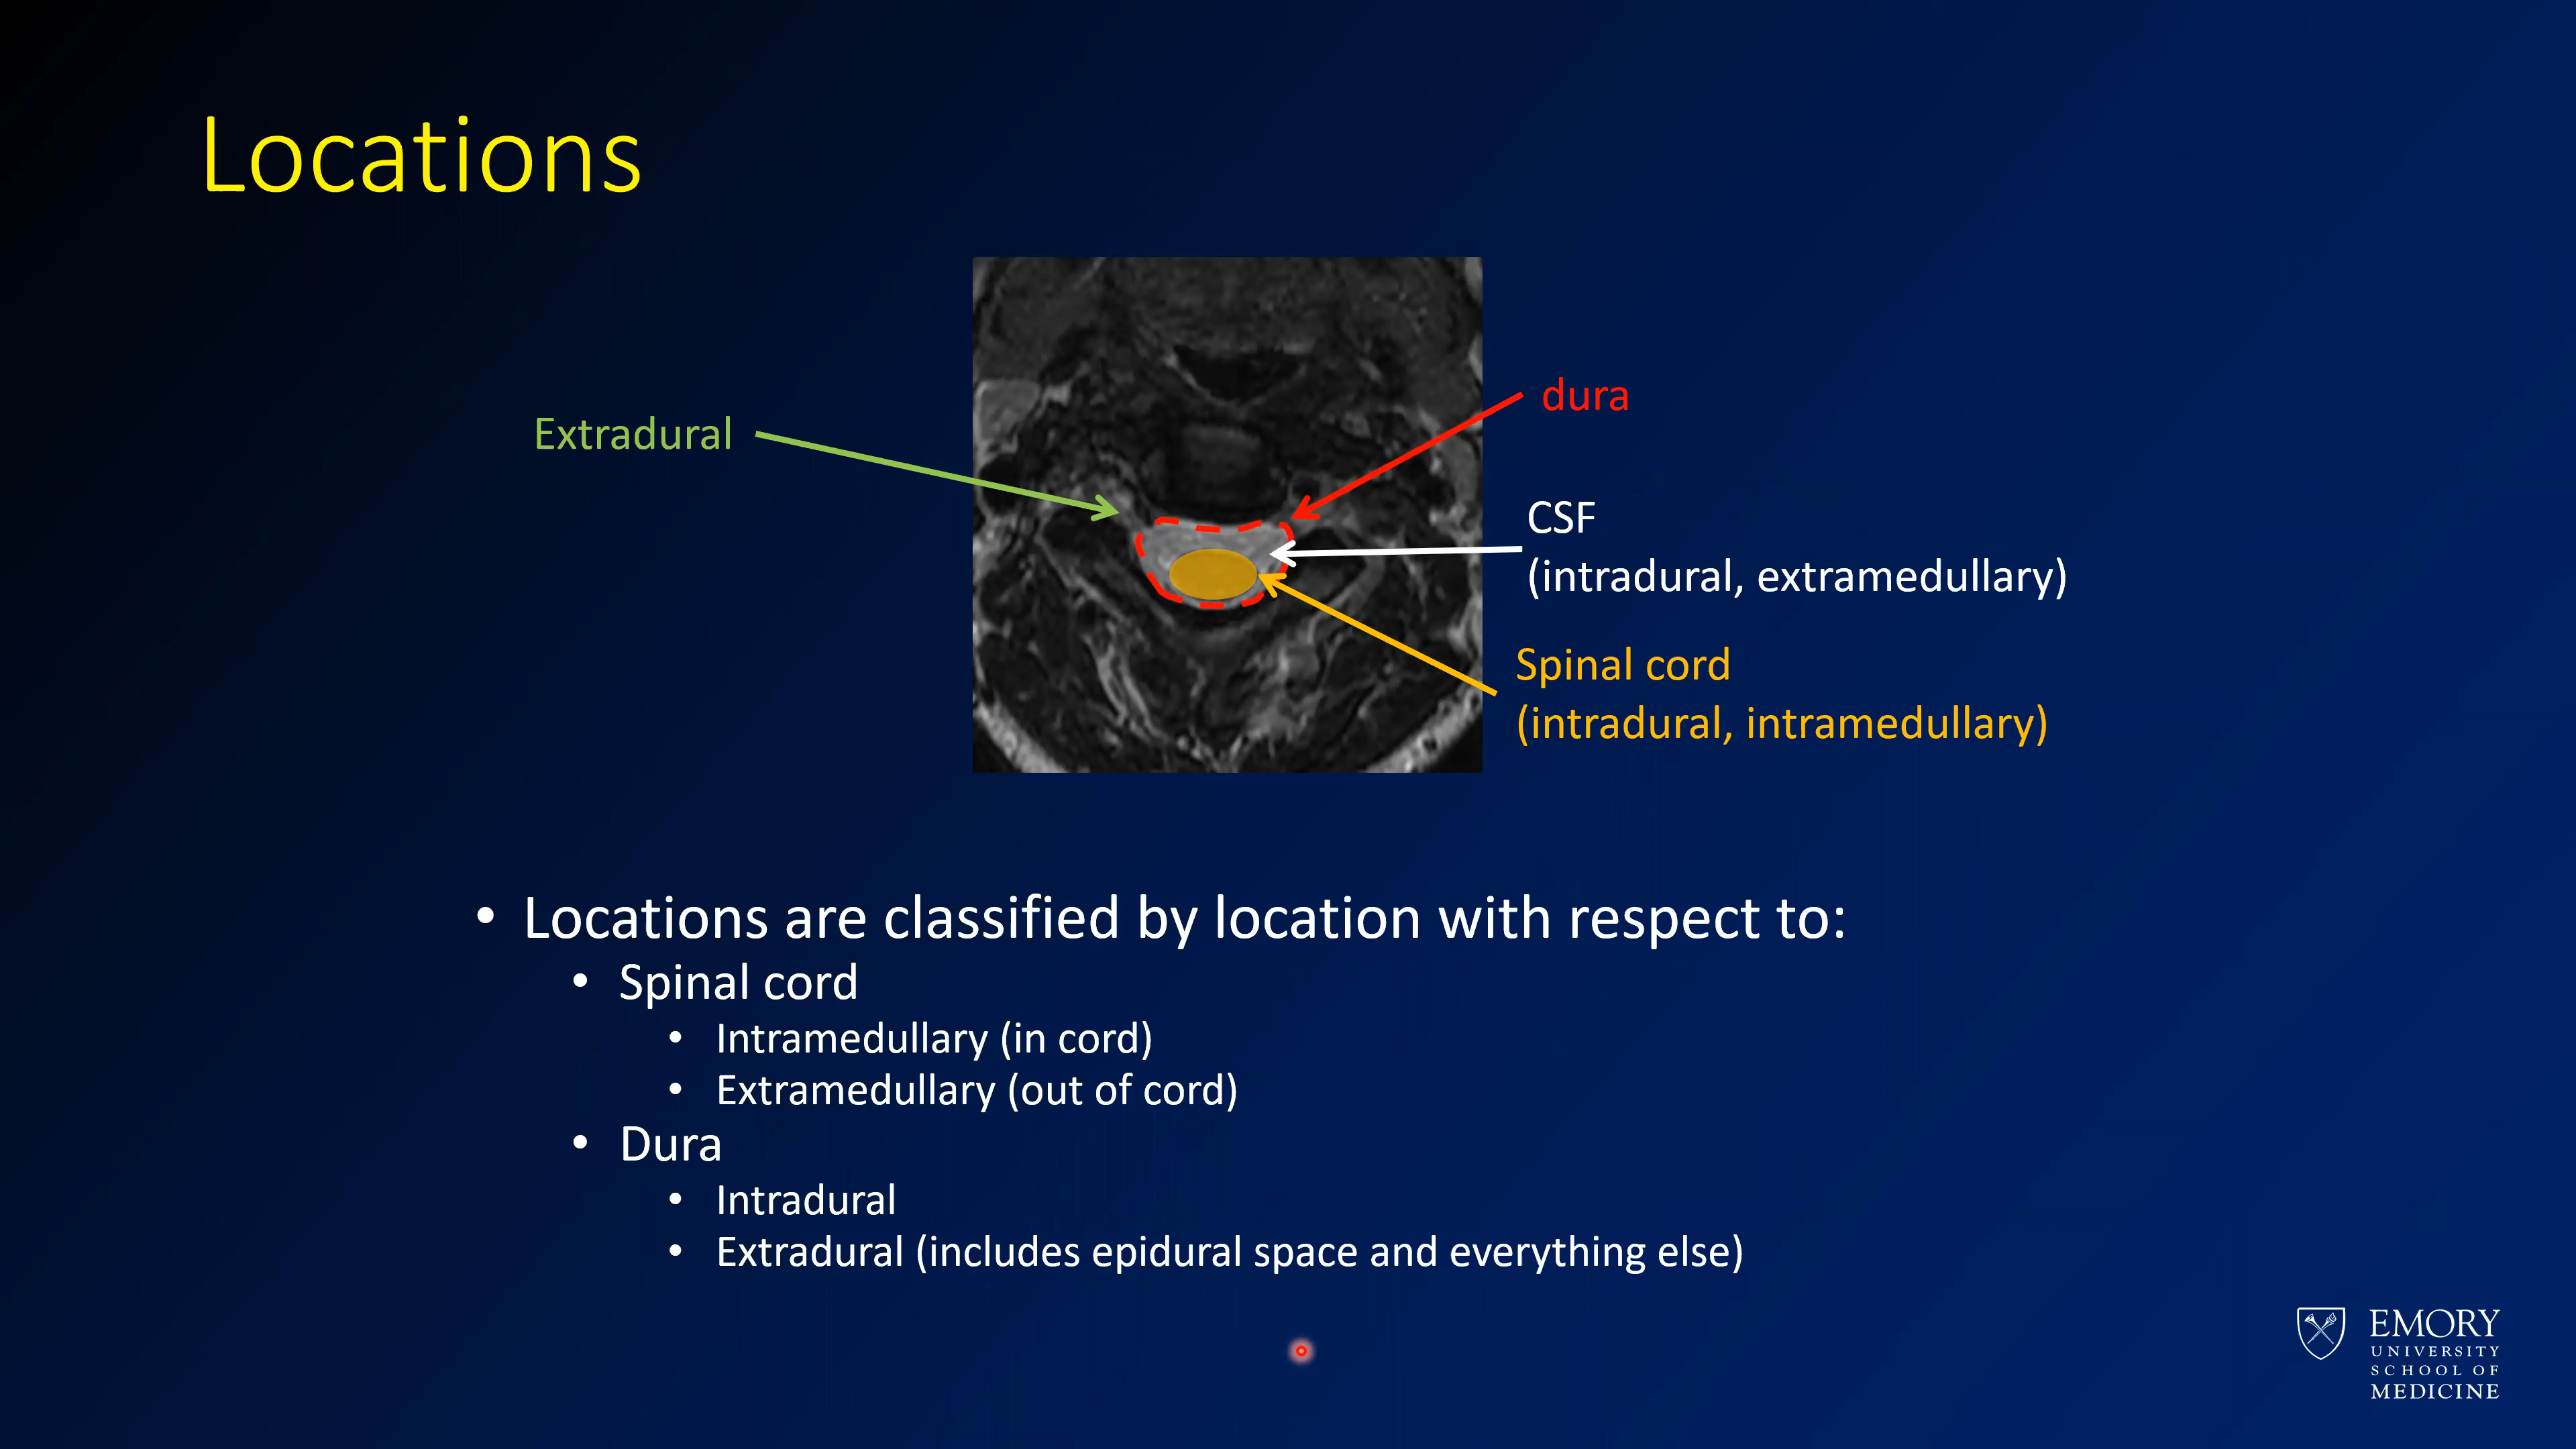 Locations
Extradural
dura
CSF
(intradural, extramedullary)
Spinal cord
(intradural, intramedullary)
• Locations are classified by location with respect to:
• Spinal cord
• Intramedullary (in cord)
• Extramedullary (out of cord)
• Dura
• Intradural
• Extradural (includes epidural space and everything else)
EMORY
UNIVERSITY
SCHOOL OF
MEDICINE